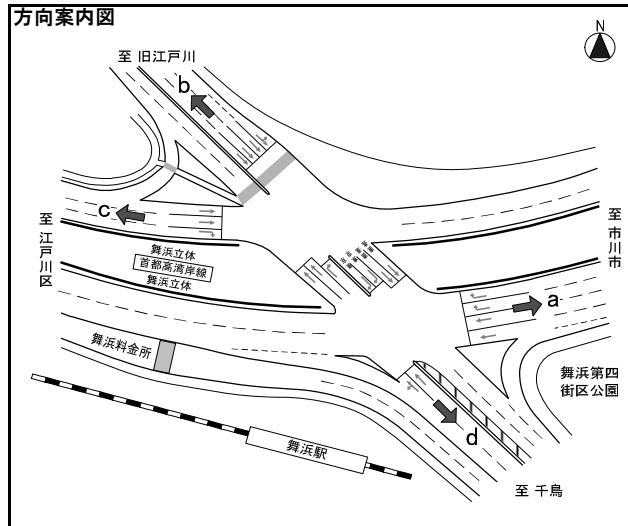 方向案内図
N
至 旧江戸川
b
c
至 江戸川区
舞浜立体
首都高湾岸線
舞浜立体
至 市川市
a
舞浜料金所
舞浜第四
街区公園
d
舞浜駅
至 千鳥